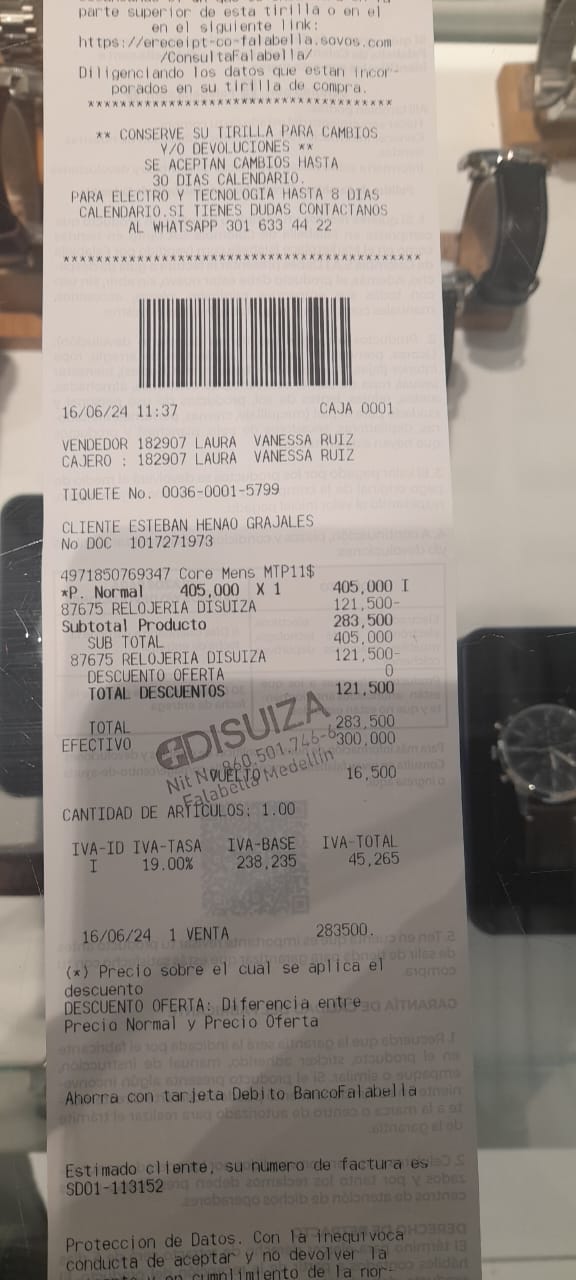 parte superior de esta tirilla o en el
en el siguiente link:
https://ereceipt-co-falabella.sovos.com
/ConsultaFalabella/
Diligenciando los datos que estan incor-
porados en su tirilla de compra.
****************************************
** CONSERVE SU TIRILLA PARA CAMBIOS
Y/O DEVOLUCIONES **
SE ACEPTAN CAMBIOS HASTA
30 DIAS CALENDARIO.
PARA ELECTRO Y TECNOLOGIA HASTA 8 DIAS
CALENDARIO.SI TIENES DUDAS CONTACTANOS
AL WHATSAPP 301 633 44 22
****************************************
16/06/24 11:37 CAJA 0001
VENDEDOR 182907 LAURA VANESSA RUIZ
CAJERO : 182907 LAURA VANESSA RUIZ
TIQUETE No. 0036-0001-5799
CLIENTE ESTEBAN HENAO GRAJALES
No DOC 1017271973
4971850769347 Core Mens MTP11$
*P. Normal 405,000 X 1 405,000 I
87675 RELOJERIA DISUIZA 121,500-
Subtotal Producto 283,500
SUB TOTAL 405,000
87675 RELOJERIA DISUIZA 121,500-
DESCUENTO OFERTA 0
TOTAL DESCUENTOS 121,500
TOTAL 283,500
EFECTIVO 300,000
DISUIZA
Nit No. 860.501.746-6
Falabella Medellín
VUELTO 16,500
CANTIDAD DE ARTÍCULOS: 1.00
IVA-ID IVA-TASA IVA-BASE IVA-TOTAL
I 19.00% 238,235 45,265
16/06/24 1 VENTA 283500.
(*) Precio sobre el cual se aplica el
descuento
DESCUENTO OFERTA: Diferencia entre
Precio Normal y Precio Oferta
Ahorra con tarjeta Debito BancoFalabella
Estimado cliente, su numero de factura es
SD01-113152
Proteccion de Datos. Con la inequivoca
conducta de aceptar y no devolver la